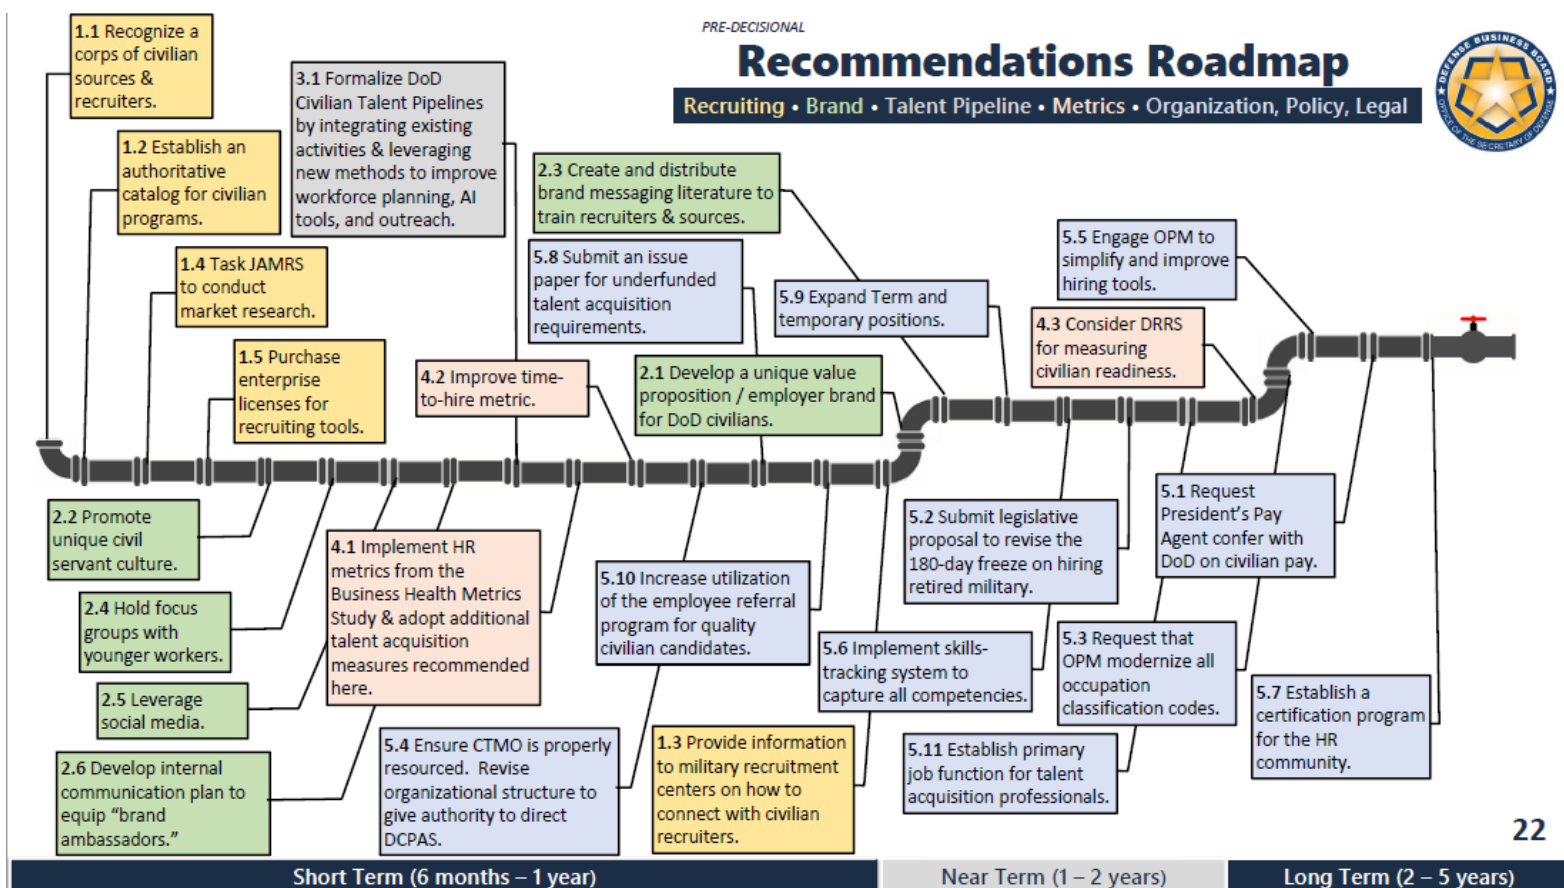 PRE-DECISIONAL
Recommendations Roadmap
Recruiting • Brand • Talent Pipeline • Metrics • Organization, Policy, Legal
DEFENSE BUSINESS BOARD
OFFICE OF THE SECRETARY OF DEFENSE
1.1 Recognize a
corps of civilian
sources &
recruiters.
1.2 Establish an
authoritative
catalog for civilian
programs.
1.4 Task JAMRS
to conduct
market research.
1.5 Purchase
enterprise
licenses for
recruiting tools.
3.1 Formalize DoD
Civilian Talent Pipelines
by integrating existing
activities & leveraging
new methods to improve
workforce planning, AI
tools, and outreach.
4.2 Improve time-
to-hire metric.
2.3 Create and distribute
brand messaging literature to
train recruiters & sources.
5.8 Submit an issue
paper for underfunded
talent acquisition
requirements.
2.1 Develop a unique value
proposition / employer brand
for DoD civilians.
5.9 Expand Term and
temporary positions.
5.5 Engage OPM to
simplify and improve
hiring tools.
4.3 Consider DRRS
for measuring
civilian readiness.
2.2 Promote
unique civil
servant culture.
2.4 Hold focus
groups with
younger workers.
2.5 Leverage
social media.
2.6 Develop internal
communication plan to
equip “brand
ambassadors.”
4.1 Implement HR
metrics from the
Business Health Metrics
Study & adopt additional
talent acquisition
measures recommended
here.
5.4 Ensure CTMO is properly
resourced. Revise
organizational structure to
give authority to direct
DCPAS.
5.10 Increase utilization
of the employee referral
program for quality
civilian candidates.
1.3 Provide information
to military recruitment
centers on how to
connect with civilian
recruiters.
5.6 Implement skills-
tracking system to
capture all competencies.
5.2 Submit legislative
proposal to revise the
180-day freeze on hiring
retired military.
5.11 Establish primary
job function for talent
acquisition professionals.
5.3 Request that
OPM modernize all
occupation
classification codes.
5.1 Request
President’s Pay
Agent confer with
DoD on civilian pay.
5.7 Establish a
certification program
for the HR
community.
22
Short Term (6 months – 1 year)
Near Term (1 – 2 years)
Long Term (2 – 5 years)